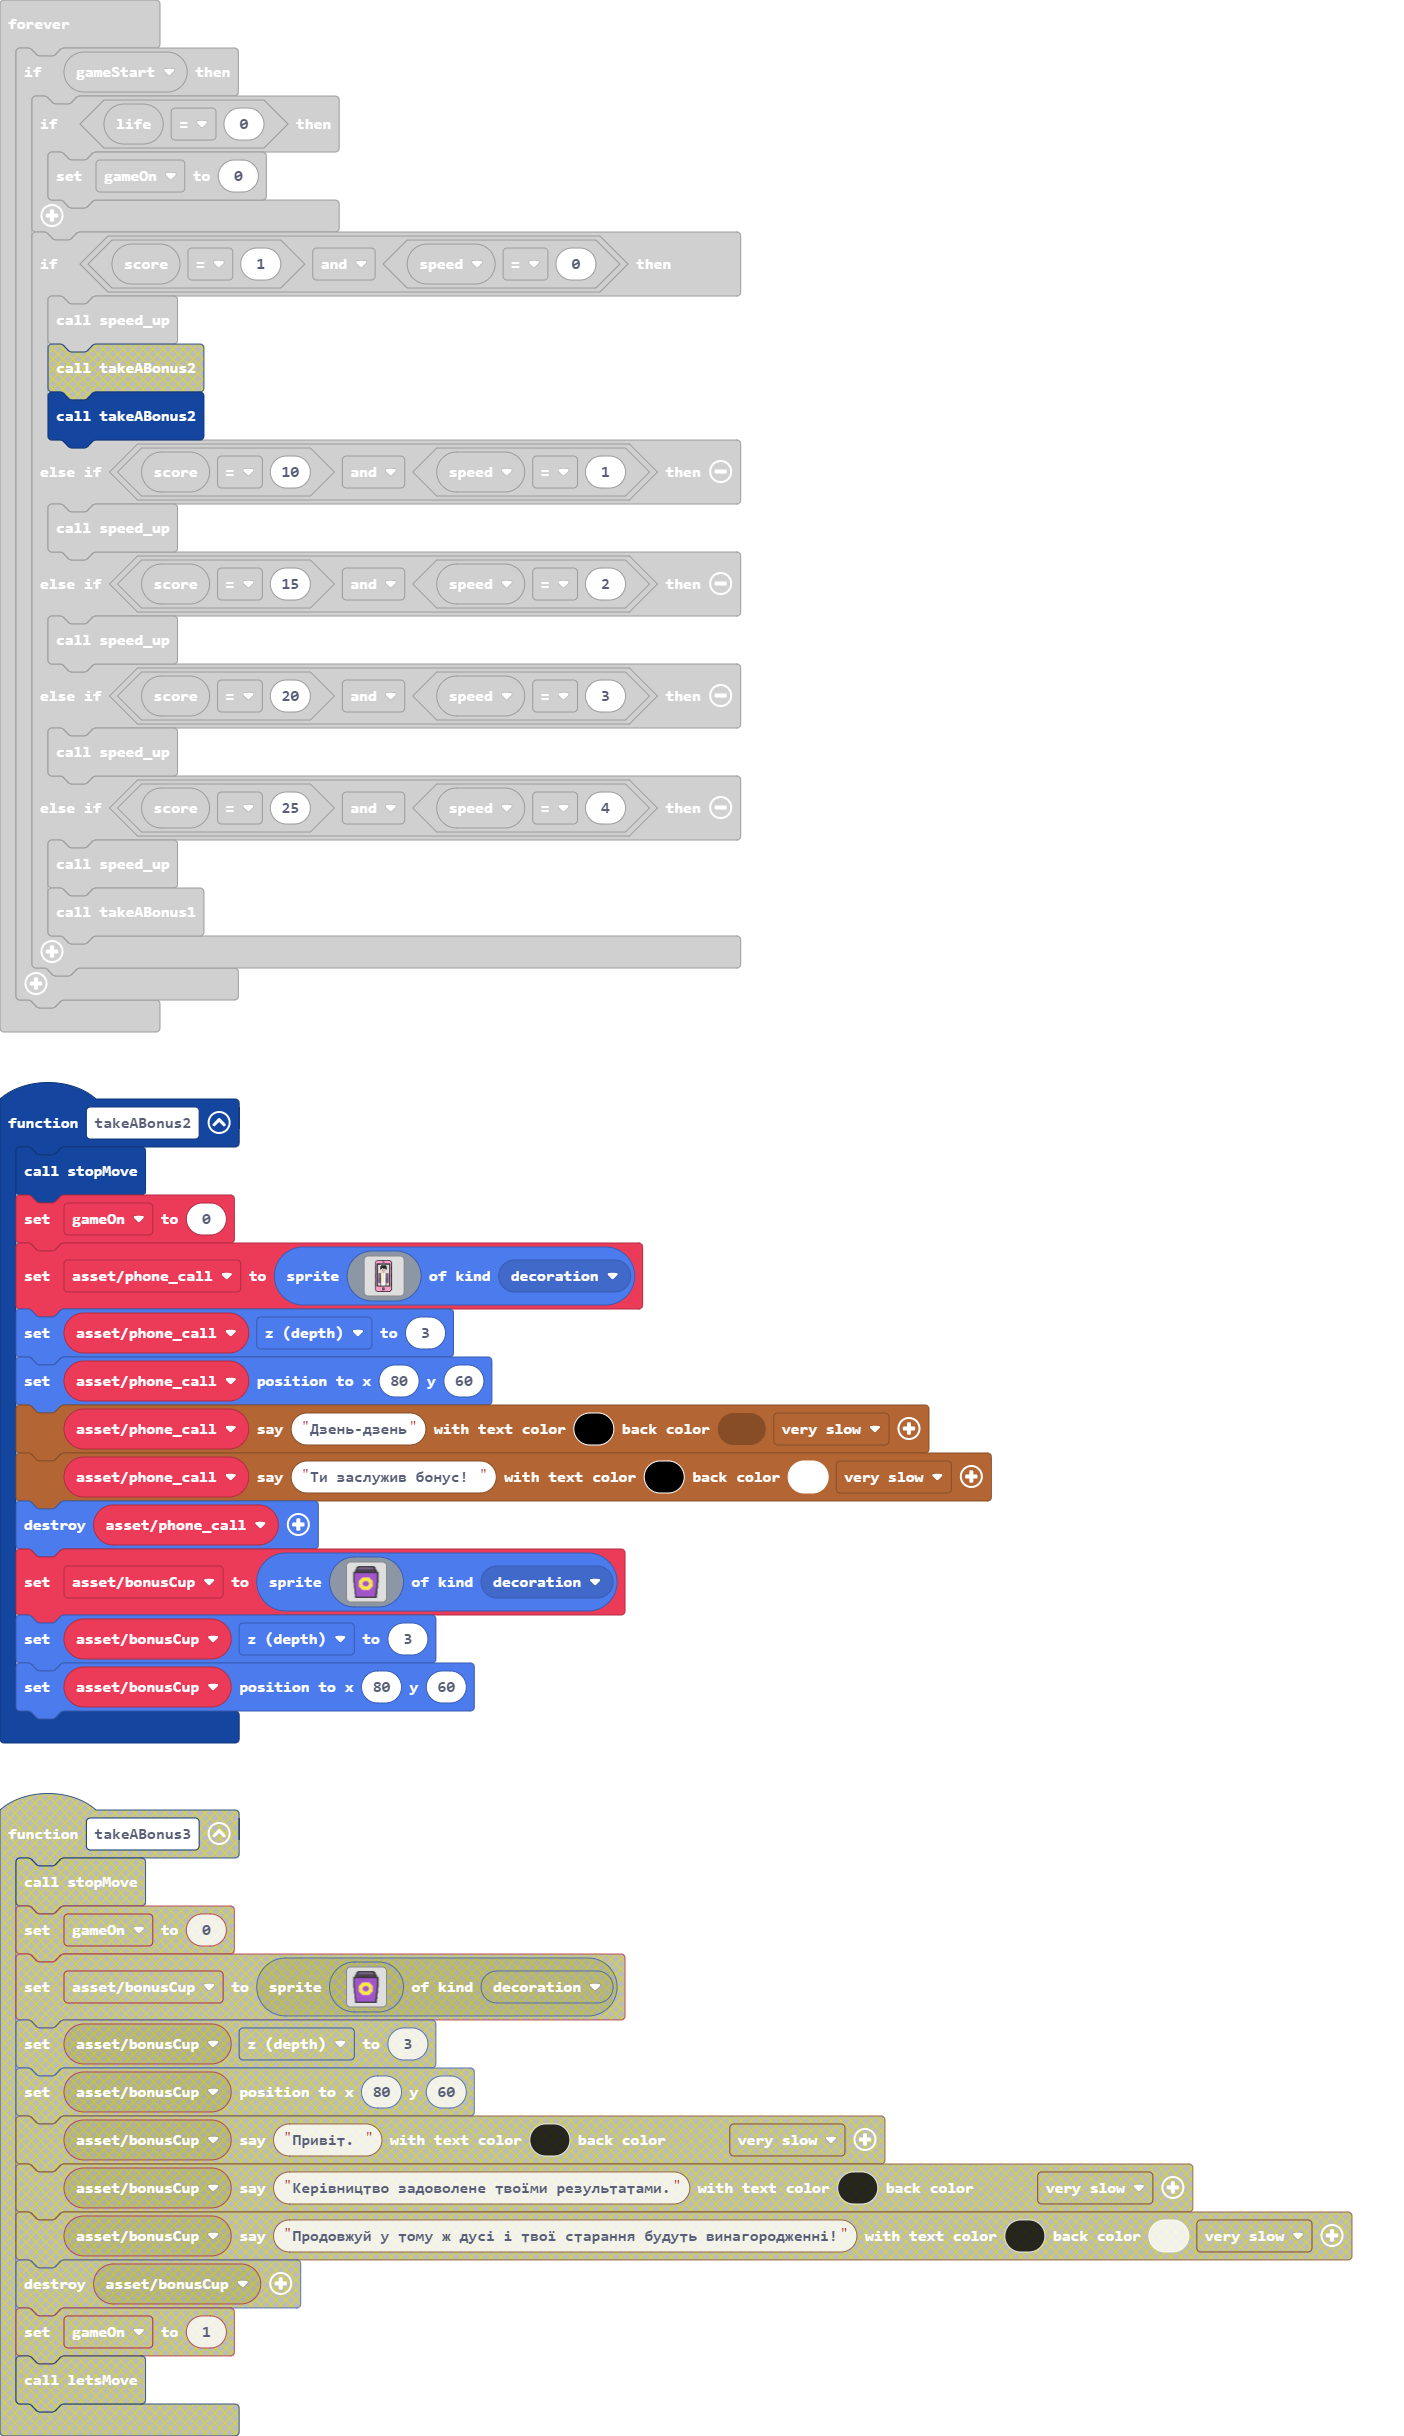 forever
if gameStart then
if life = 0 then
set gameOn to 0
if score = 1 and speed = 0 then
call speed_up
call takeABonus2
call takeABonus2
else if score = 10 and speed = 1 then
call speed_up
else if score = 15 and speed = 2 then
call speed_up
else if score = 20 and speed = 3 then
call speed_up
else if score = 25 and speed = 4 then
call speed_up
call takeABonus1
function takeABonus2
call stopMove
set gameOn to 0
set asset/phone_call to sprite of kind decoration
set asset/phone_call z (depth) to 3
set asset/phone_call position to x 80 y 60
asset/phone_call say "Дзень-дзень" with text color back color very slow
asset/phone_call say "Ти заслужив бонус! " with text color back color very slow
destroy asset/phone_call
set asset/bonusCup to sprite of kind decoration
set asset/bonusCup z (depth) to 3
set asset/bonusCup position to x 80 y 60
function takeABonus3
call stopMove
set gameOn to 0
set asset/bonusCup to sprite of kind decoration
set asset/bonusCup z (depth) to 3
set asset/bonusCup position to x 80 y 60
asset/bonusCup say "Привіт. " with text color back color very slow
asset/bonusCup say "Керівництво задоволене твоїми результатами." with text color back color very slow
asset/bonusCup say "Продовжуй у тому ж дусі і твої старання будуть винагородженні!" with text color back color very slow
destroy asset/bonusCup
set gameOn to 1
call letsMove